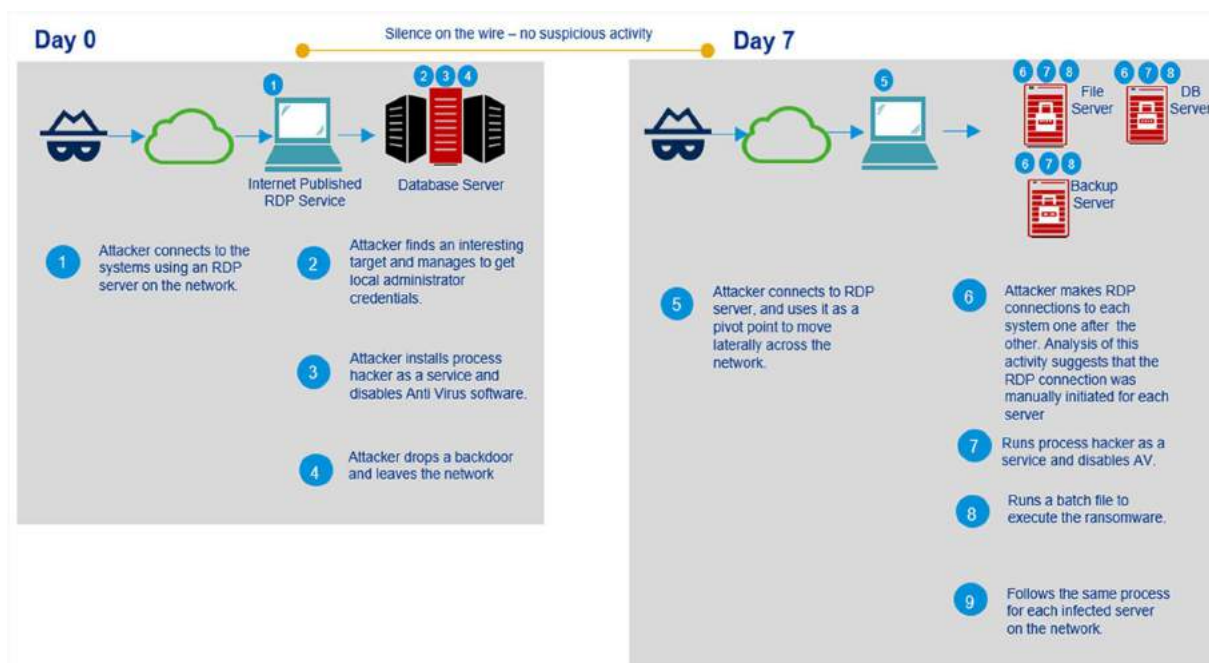 Day 0
Silence on the wire – no suspicious activity
Day 7
1
2 3 4
Internet Published
RDP Service
Database Server
1
Attacker connects to the
systems using an RDP
server on the network.
2
Attacker finds an interesting
target and manages to get
local administrator
credentials.
3
Attacker installs process
hacker as a service and
disables Anti Virus software.
4
Attacker drops a backdoor
and leaves the network
5
6 7 8
File
Server
6 7 8
DB
Server
6 7 8
Backup
Server
5
Attacker connects to RDP
server, and uses it as a
pivot point to move
laterally across the
network.
6
Attacker makes RDP
connections to each
system one after the
other. Analysis of this
activity suggests that the
RDP connection was
manually initiated for each
server
7
Runs process hacker as a
service and disables AV.
8
Runs a batch file to
execute the ransomware.
9
Follows the same process
for each infected server
on the network.